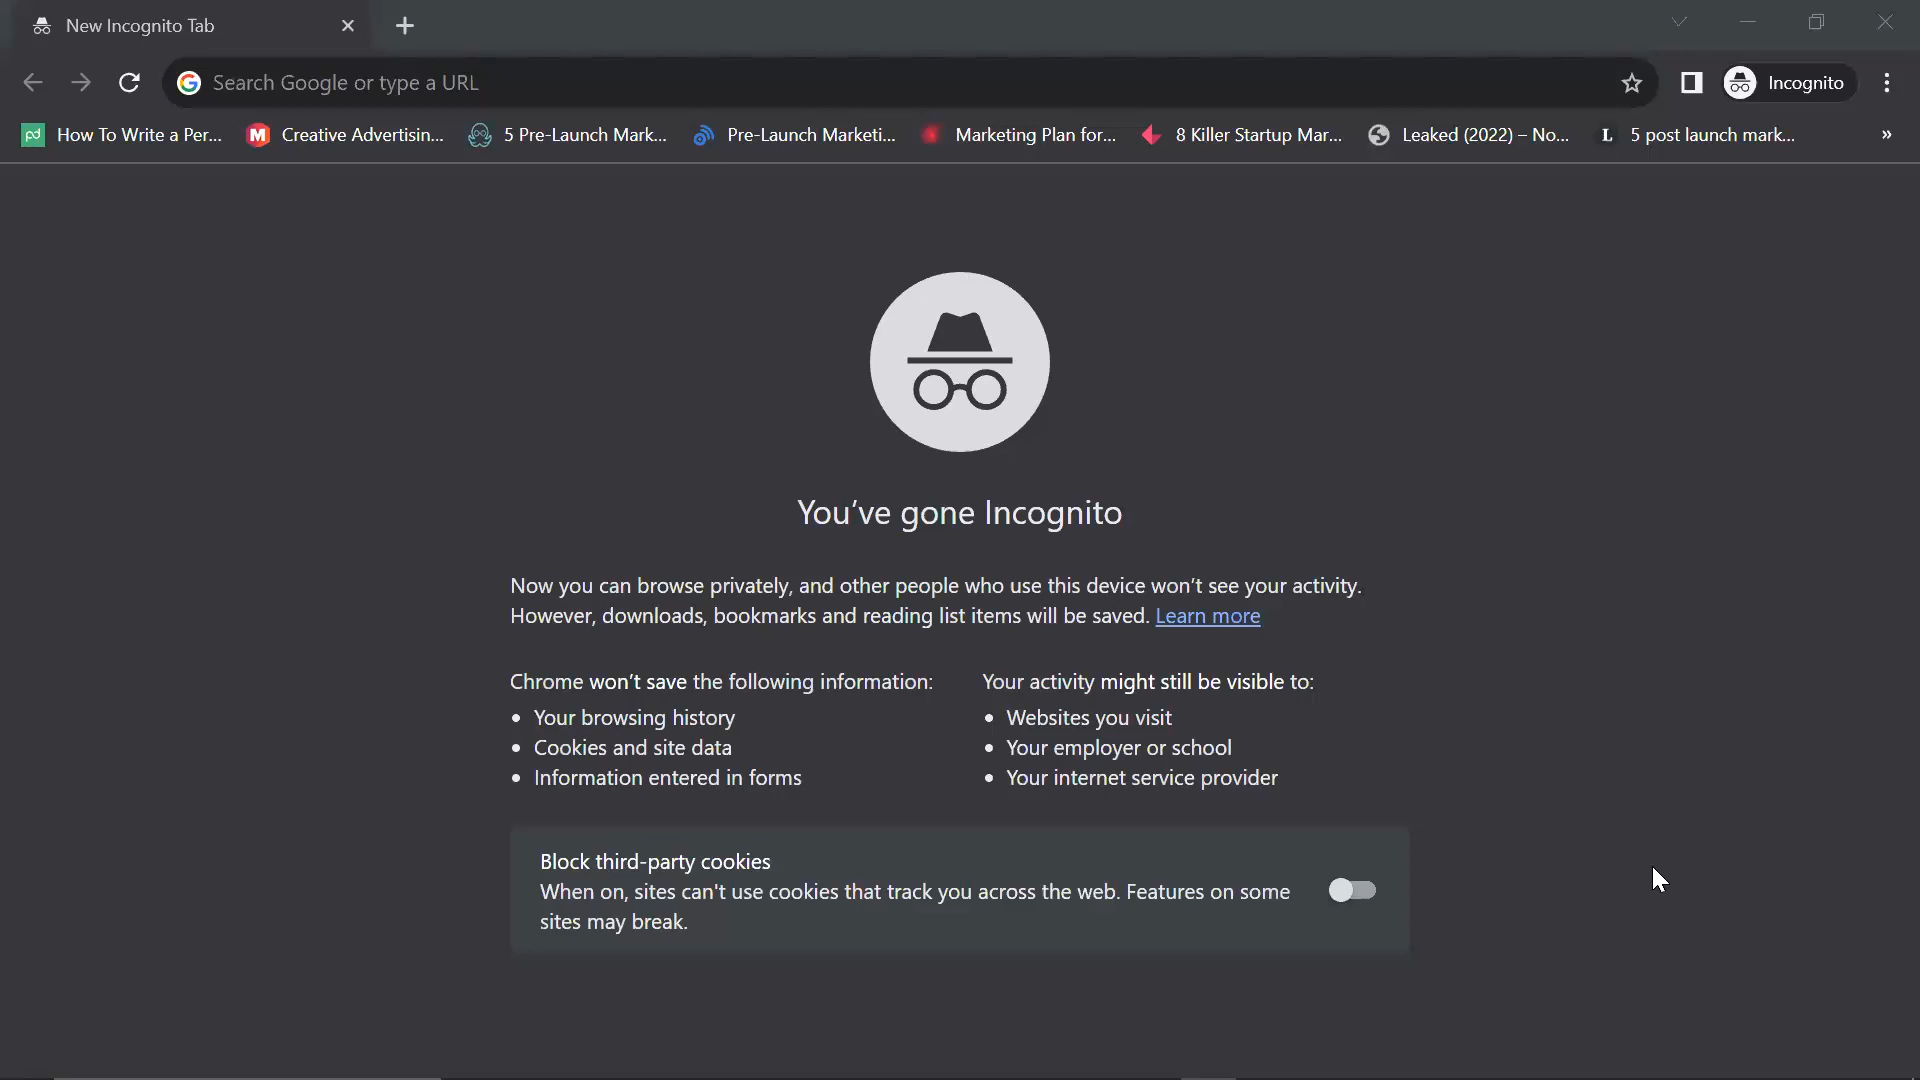 New Incognito Tab
Search Google or type a URL
Incognito
pd How To Write a Per...
M Creative Advertisin...
5 Pre-Launch Mark...
Pre-Launch Marketi...
Marketing Plan for...
8 Killer Startup Mar...
Leaked (2022) – No...
L 5 post launch mark...
»
You've gone Incognito
Now you can browse privately, and other people who use this device won't see your activity.
However, downloads, bookmarks and reading list items will be saved. Learn more
Chrome won't save the following information:
• Your browsing history
• Cookies and site data
• Information entered in forms
Your activity might still be visible to:
• Websites you visit
• Your employer or school
• Your internet service provider
Block third-party cookies
When on, sites can't use cookies that track you across the web. Features on some
sites may break.